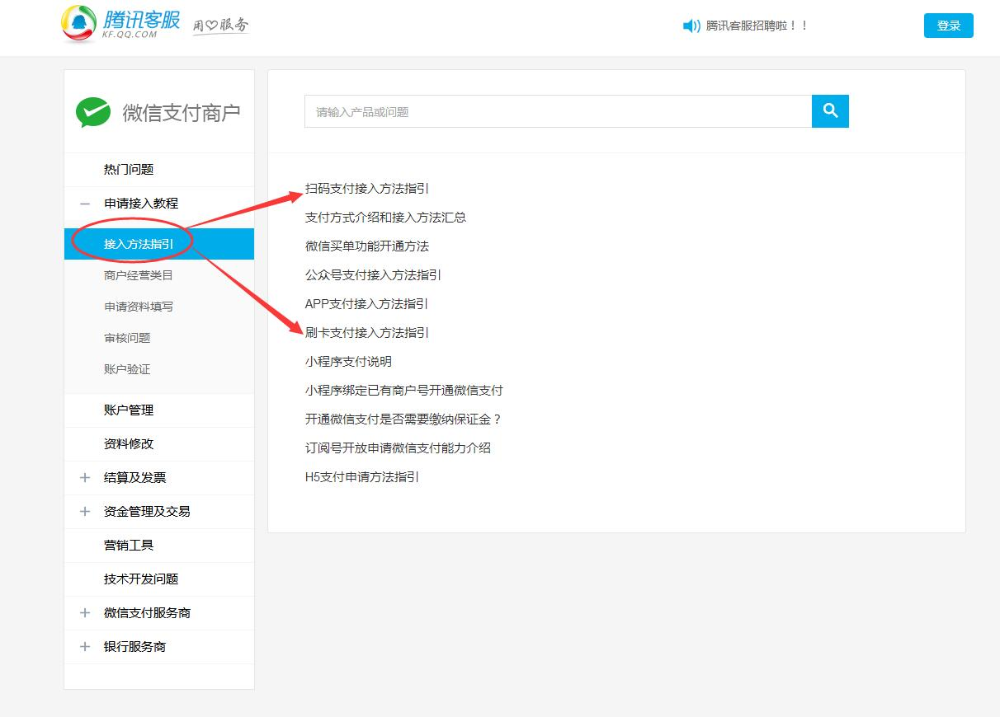 腾讯客服
KF.QQ.COM
用 服务
腾讯客服招聘啦！！
登录
微信支付商户
热门问题
申请接入教程
接入方法指引
商户经营类目
申请资料填写
审核问题
账户验证
账户管理
资料修改
结算及发票
资金管理及交易
营销工具
技术开发问题
微信支付服务商
银行服务商
请输入产品或问题
扫码支付接入方法指引
支付方式介绍和接入方法汇总
微信买单功能开通方法
公众号支付接入方法指引
APP支付接入方法指引
刷卡支付接入方法指引
小程序支付说明
小程序绑定已有商户号开通微信支付
开通微信支付是否需要缴纳保证金？
订阅号开放申请微信支付能力介绍
H5支付申请方法指引